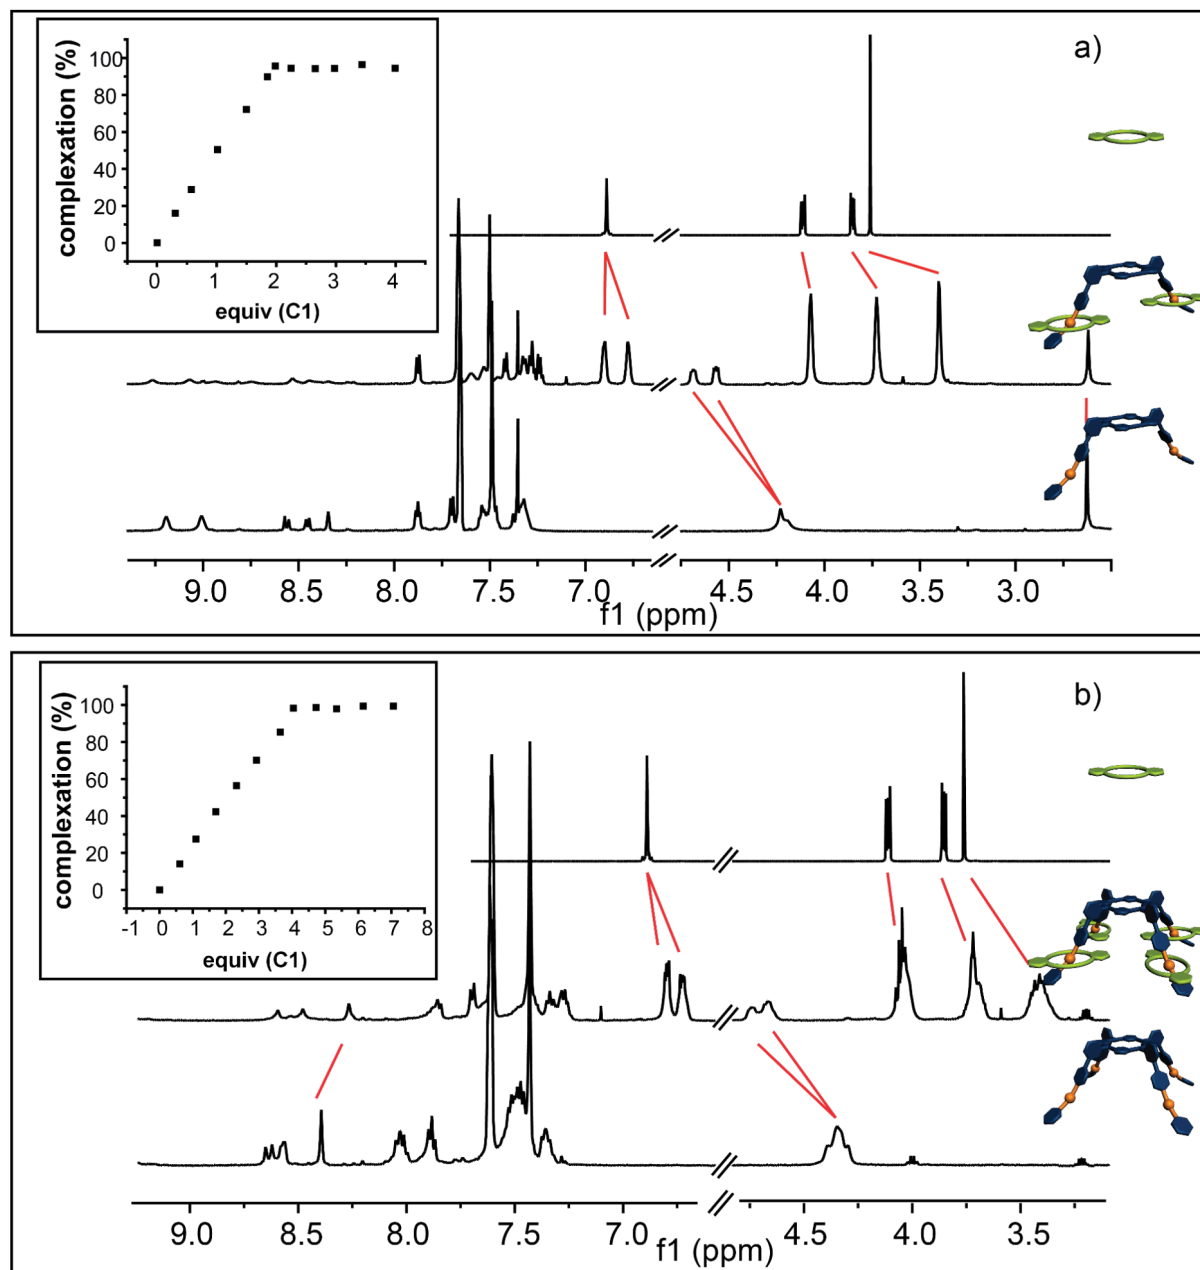 a)
complexation (%)
100
80
60
40
20
0
0 1 2 3 4
equiv (C1)
9.0 8.5 8.0 7.5 7.0 4.5 4.0 3.5 3.0
f1 (ppm)
b)
complexation (%)
100
80
60
40
20
0
-1 0 1 2 3 4 5 6 7 8
equiv (C1)
9.0 8.5 8.0 7.5 7.0 4.5 4.0 3.5
f1 (ppm)